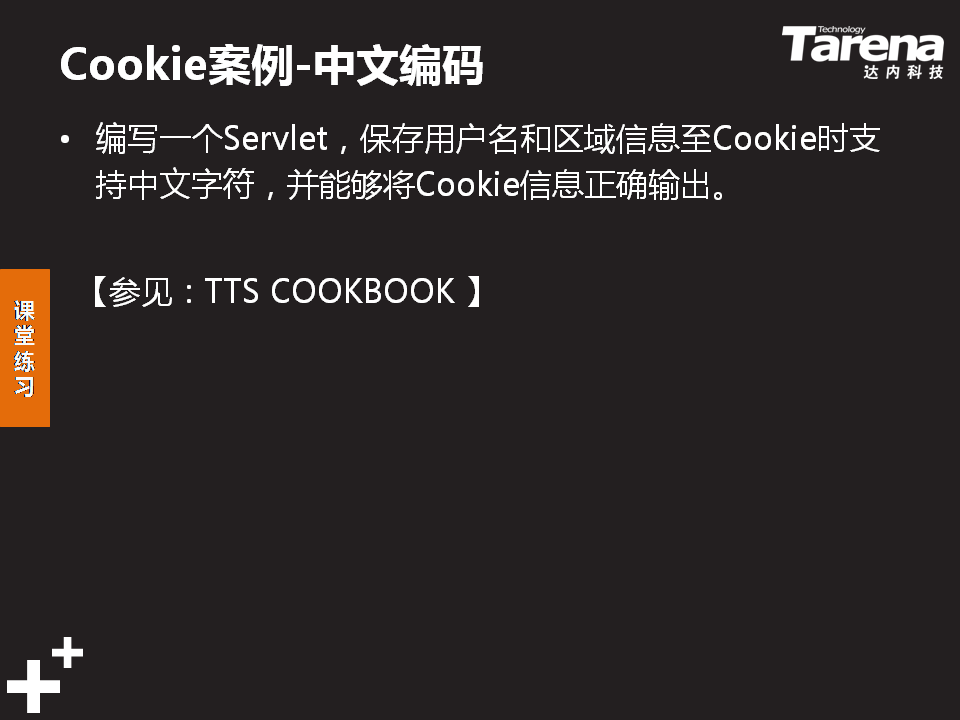 Cookie案例-中文编码
Technology
Tarena
达内科技
• 编写一个Servlet，保存用户名和区域信息至Cookie时支
持中文字符，并能够将Cookie信息正确输出。
【参见：TTS COOKBOOK 】
课
堂
练
习